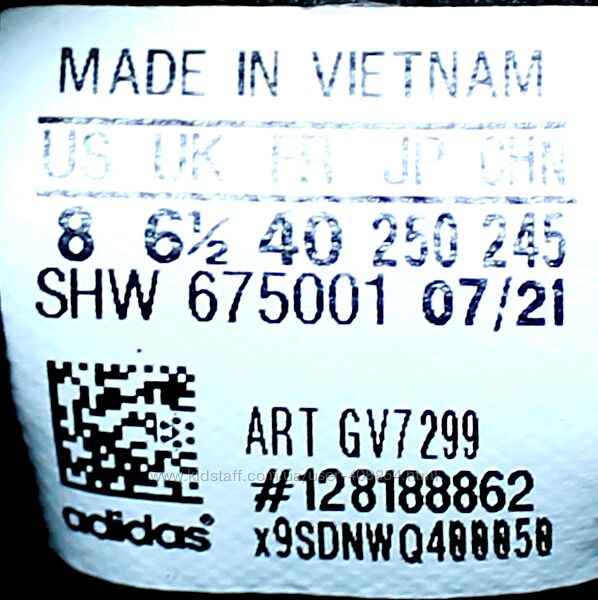 MADE IN VIETNAM
US UK FR JP CHN
8 6½ 40 250 245
SHW 675001 07/21
ART GV7299
#128188862
adidas®
x9SDNWQ400050